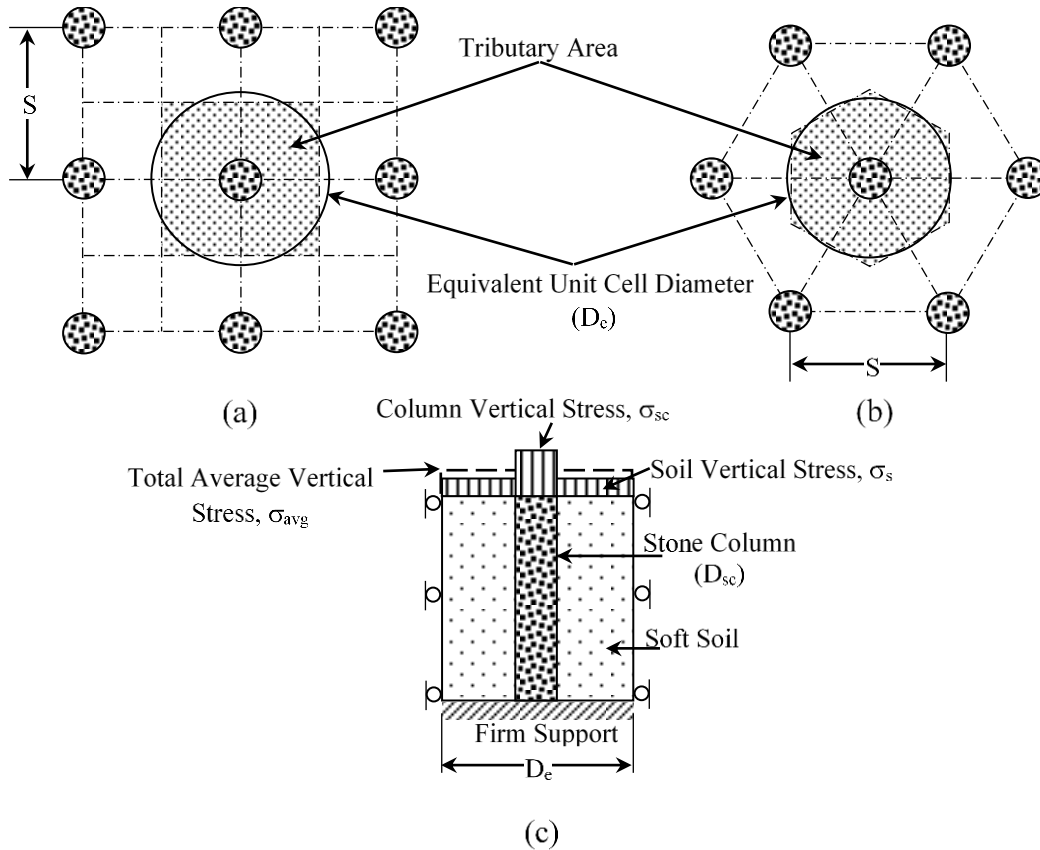 Tributary Area
S
Equivalent Unit Cell Diameter
(De)
S
(a)
(b)
Column Vertical Stress, σsc
Total Average Vertical
Stress, σavg
Soil Vertical Stress, σs
Stone Column
(Dsc)
Soft Soil
Firm Support
De
(c)